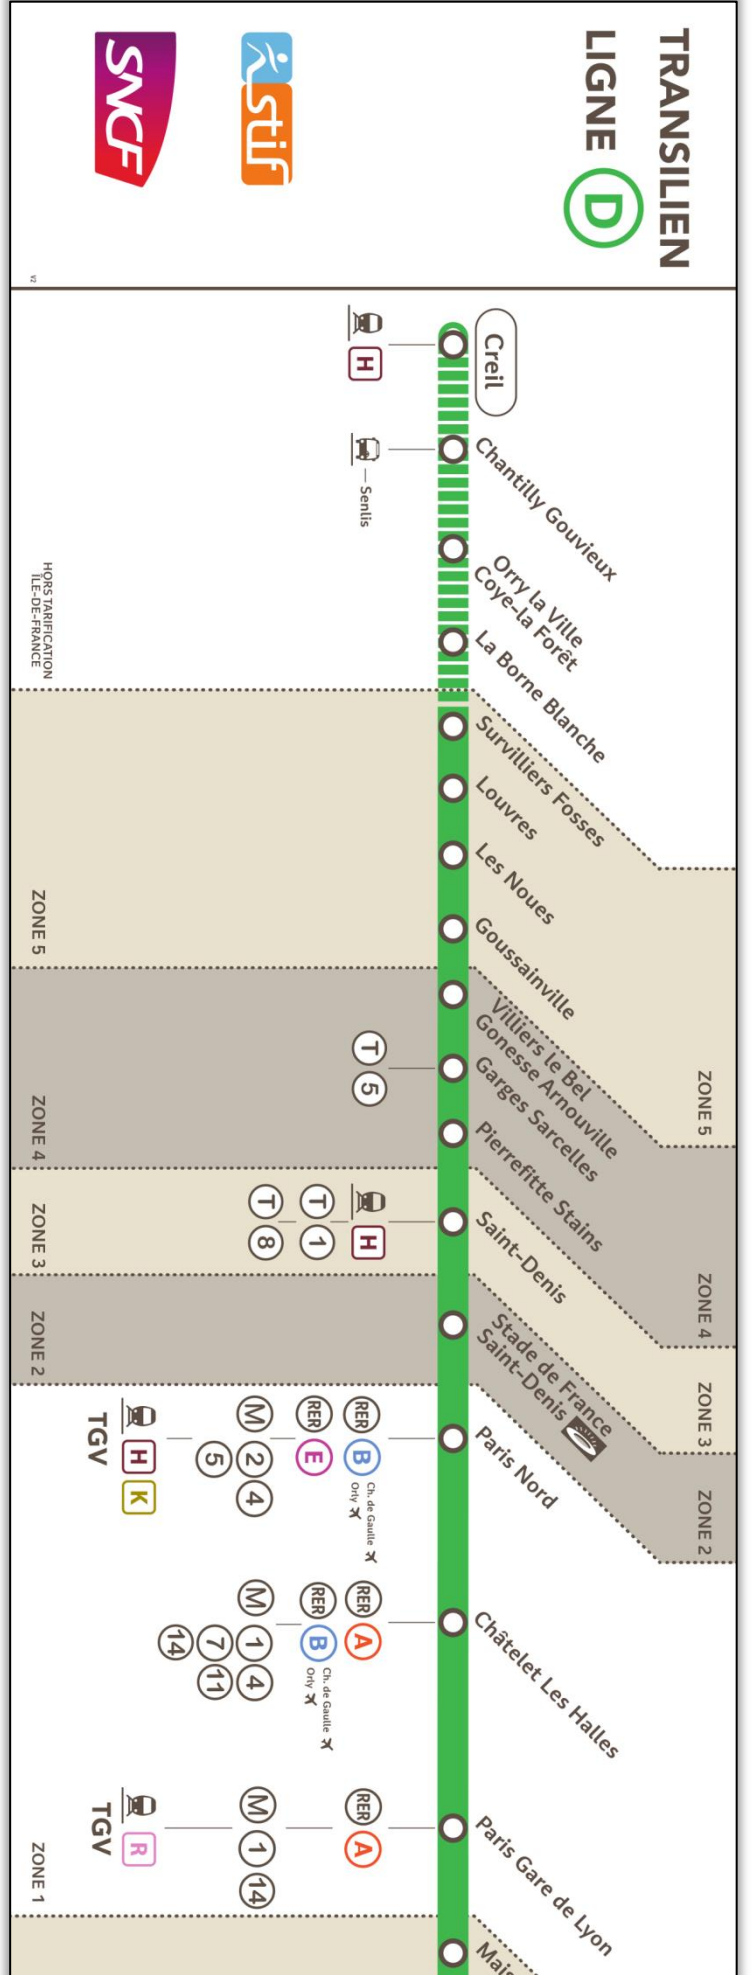 TRANSILIEN
LIGNE D
stif
SNCF
V2
Creil
H
Chantilly Gouvieux
Senlis
Orry la Ville
Coye-la Forêt
La Borne Blanche
HORS TARIFICATION
ÎLE-DE-FRANCE
Survilliers Fosses
Louvres
Les Noues
Goussainville
ZONE 5
ZONE 5
Villiers le Bel
Gonesse Arnouville
Garges Sarcelles
T 5
Pierrefitte Stains
ZONE 4
ZONE 4
Saint-Denis
H
T 1
T 8
ZONE 3
ZONE 3
Stade de France
Saint-Denis
ZONE 2
ZONE 2
Paris Nord
RER B Ch. de Gaulle
Orly
RER E
M 2 4
5
H K
TGV
Châtelet Les Halles
RER A
RER B Ch. de Gaulle
Orly
M 1 4
7 11
14
Paris Gare de Lyon
RER A
M 1 14
R
TGV
ZONE 1
Mais